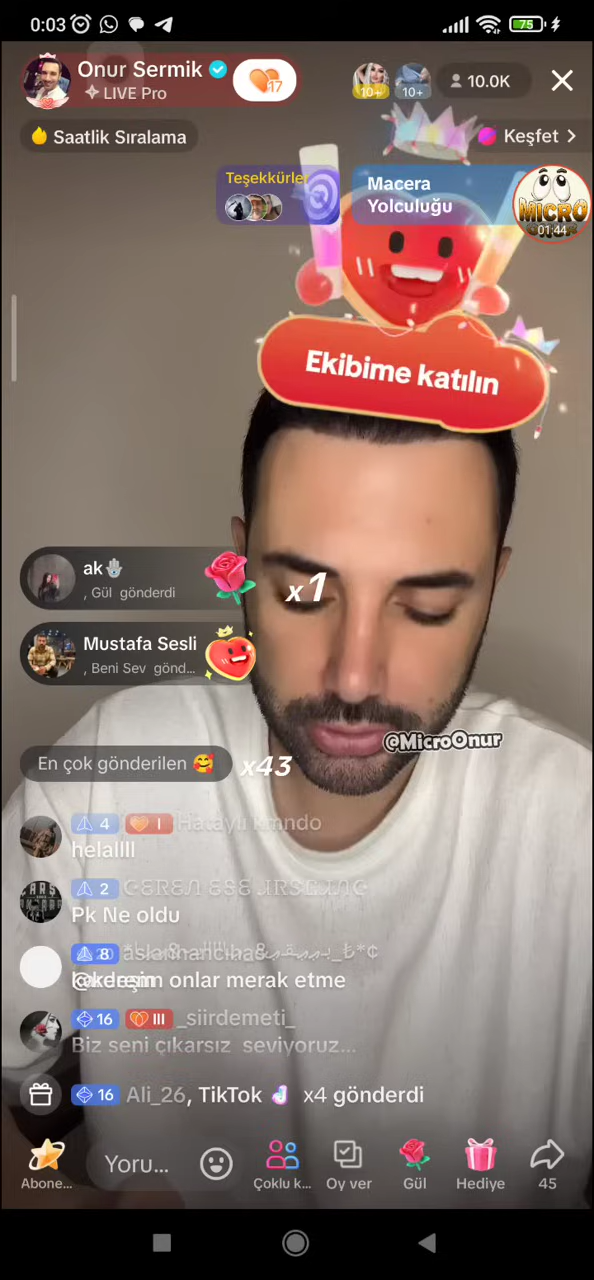 0:03
75
Onur Sermik
LIVE Pro
17
10+
10+
10.0K
Saatlik Sıralama
Keşfet
Teşekkürler
Macera
Yolculuğu
MICRO
01:44
Ekibime katılın
ak
, Gül gönderdi
x1
Mustafa Sesli
, Beni Sev gönd...
@MicroOnur
En çok gönderilen
x43
4 I Hataylı kmndo
helallll
2
Pk Ne oldu
8
onlar merak etme
16 III _siirdemeti_
Biz seni çıkarsız seviyoruz...
16 Ali_26, TikTok x4 gönderdi
Yoru...
Abone...
Çoklu k...
Oy ver
Gül
Hediye
45